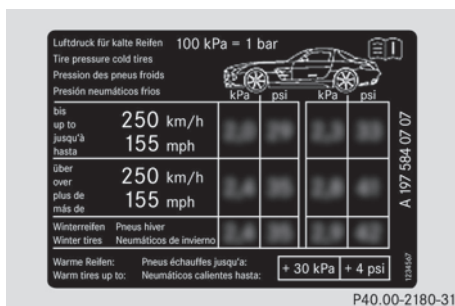 Luftdruck für kalte Reifen 100 kPa = 1 bar
Tire pressure cold tires
Pression des pneus froids
Presión neumáticos frios
kPa psi kPa psi
bis
up to
jusqu'à
hasta
250 km/h
155 mph
über
over
plus de
más de
250 km/h
155 mph
Winterreifen Pneus hiver
Winter tires Neumáticos de invierno
Warme Reifen: Pneus échauffes jusqu'a:
Warm tires up to: Neumáticos calientes hasta:
+ 30 kPa + 4 psi
A 197 584 07 07
1234567
P40.00-2180-31